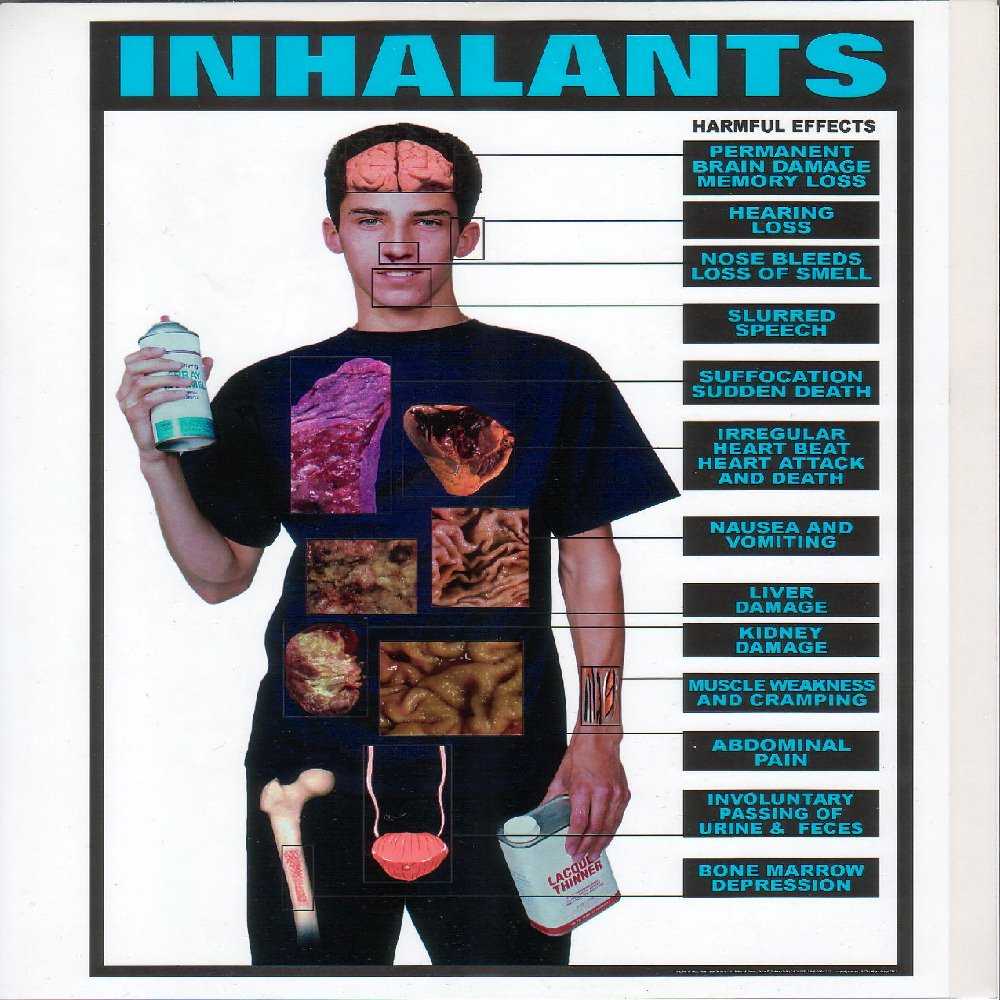 INHALANTS
HARMFUL EFFECTS
PERMANENT
BRAIN DAMAGE
MEMORY LOSS
HEARING
LOSS
NOSE BLEEDS
LOSS OF SMELL
SLURRED
SPEECH
SUFFOCATION
SUDDEN DEATH
IRREGULAR
HEART BEAT
HEART ATTACK
AND DEATH
NAUSEA AND
VOMITING
LIVER
DAMAGE
KIDNEY
DAMAGE
MUSCLE WEAKNESS
AND CRAMPING
ABDOMINAL
PAIN
INVOLUNTARY
PASSING OF
URINE & FECES
BONE MARROW
DEPRESSION
THINNER